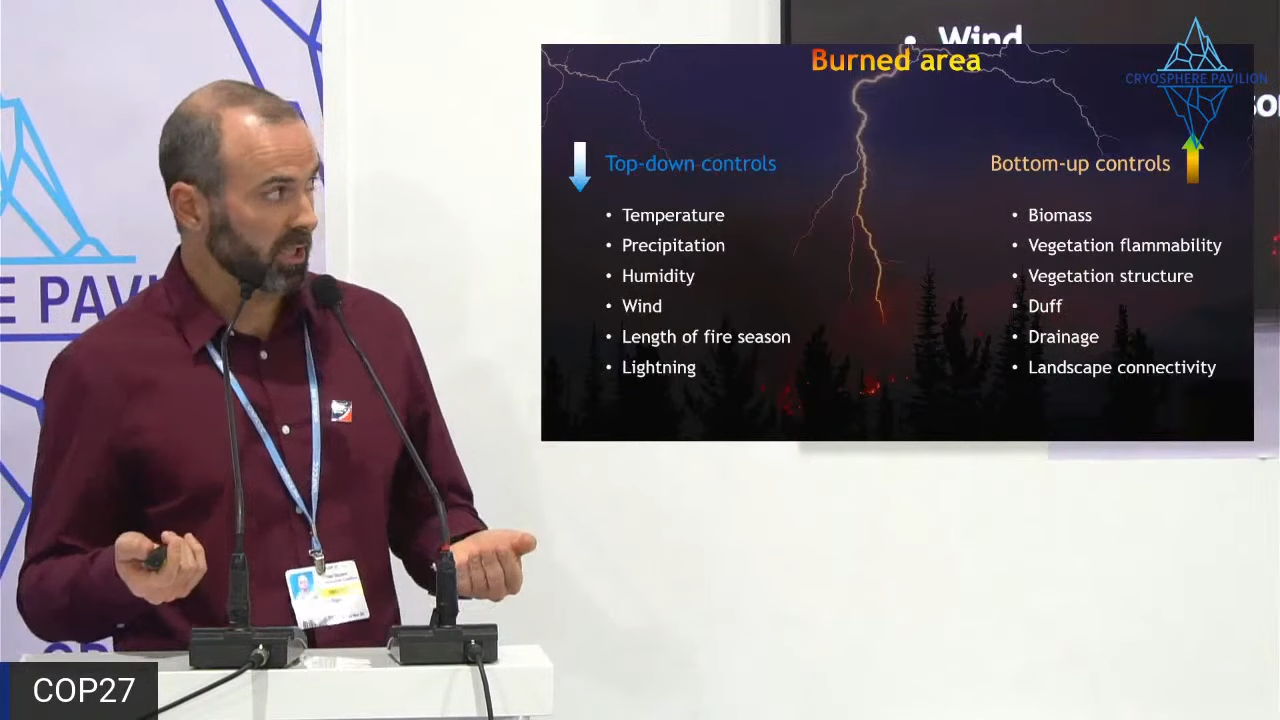 Wind
Burned area
CRYOSPHERE PAVILION
Top-down controls
• Temperature
• Precipitation
• Humidity
• Wind
• Length of fire season
• Lightning
Bottom-up controls
• Biomass
• Vegetation flammability
• Vegetation structure
• Duff
• Drainage
• Landscape connectivity
E PAVI
COP27